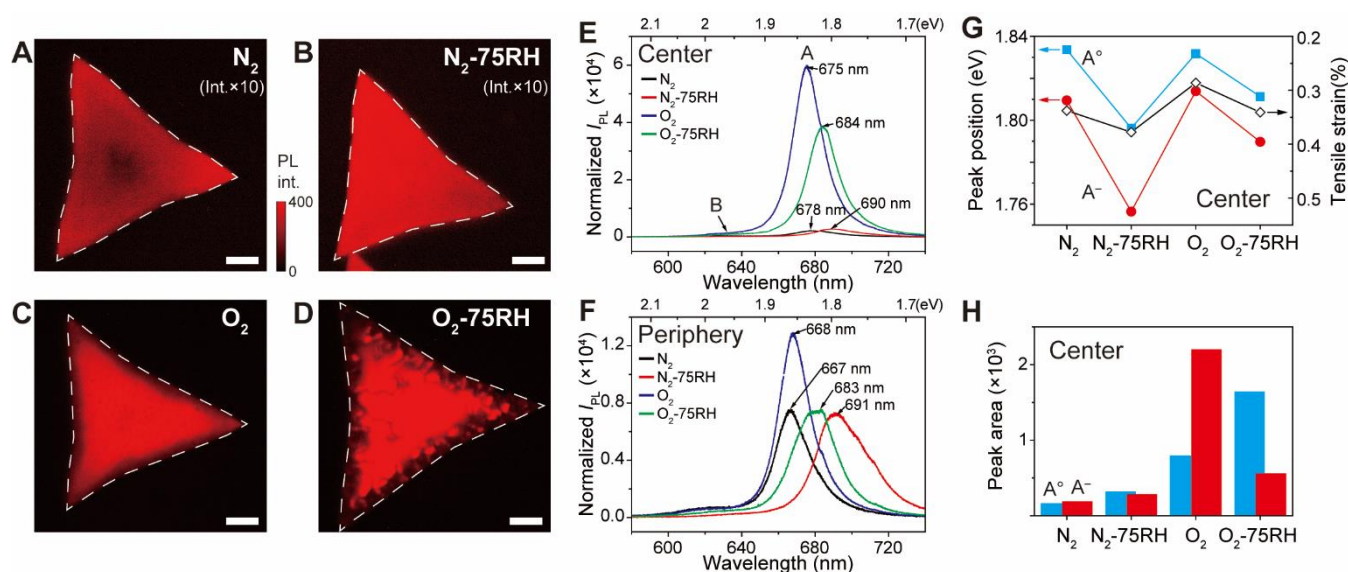 A
N₂
(Int.×10)
PL
int.
400
0
B
N₂-75RH
(Int.×10)
C
O₂
D
O₂-75RH
E
2.1 2 1.9 1.8 1.7(eV)
Center
N₂
N₂-75RH
O₂
O₂-75RH
A
675 nm
684 nm
B
678 nm
690 nm
Normalized I_PL (×10⁴)
6
4
2
0
600 640 680 720
Wavelength (nm)
F
2.1 2 1.9 1.8 1.7(eV)
Periphery
N₂
N₂-75RH
O₂
O₂-75RH
668 nm
667 nm
683 nm
691 nm
Normalized I_PL (×10⁴)
1.2
0.8
0.4
0.0
600 640 680 720
Wavelength (nm)
G
1.84
1.80
1.76
Peak position (eV)
A°
A⁻
Center
0.2
0.3
0.4
0.5
Tensile strain(%)
N₂ N₂-75RH O₂ O₂-75RH
H
Center
2
1
Peak area (×10³)
A° A⁻
N₂ N₂-75RH O₂ O₂-75RH